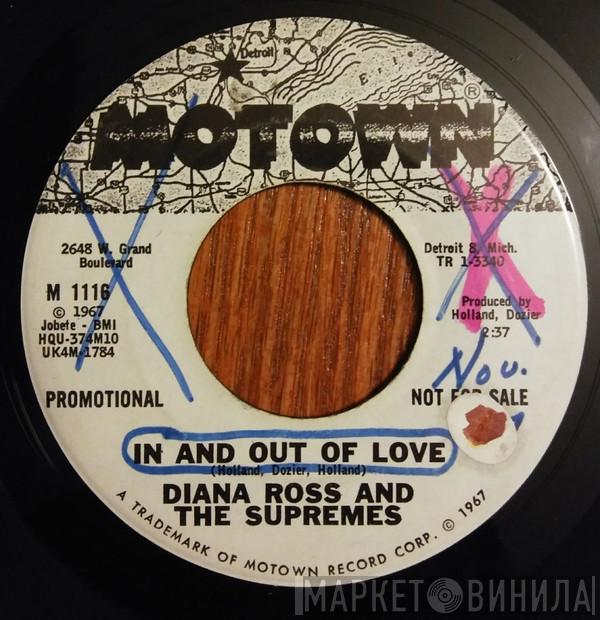 Detroit
Erie
MOTOWN®
2648 W. Grand
Boulevard
M 1116
© 1967
Jobete - BMI
HQU-374M10
UK4M-1784
Detroit 8, Mich.
TR 1-3340
Produced by
Holland, Dozier
2:37
Nov.
PROMOTIONAL
NOT FOR SALE
IN AND OUT OF LOVE
(Holland, Dozier, Holland)
DIANA ROSS AND
THE SUPREMES
A TRADEMARK OF MOTOWN RECORD CORP. © 1967
МАРКЕТ ВИНИЛА